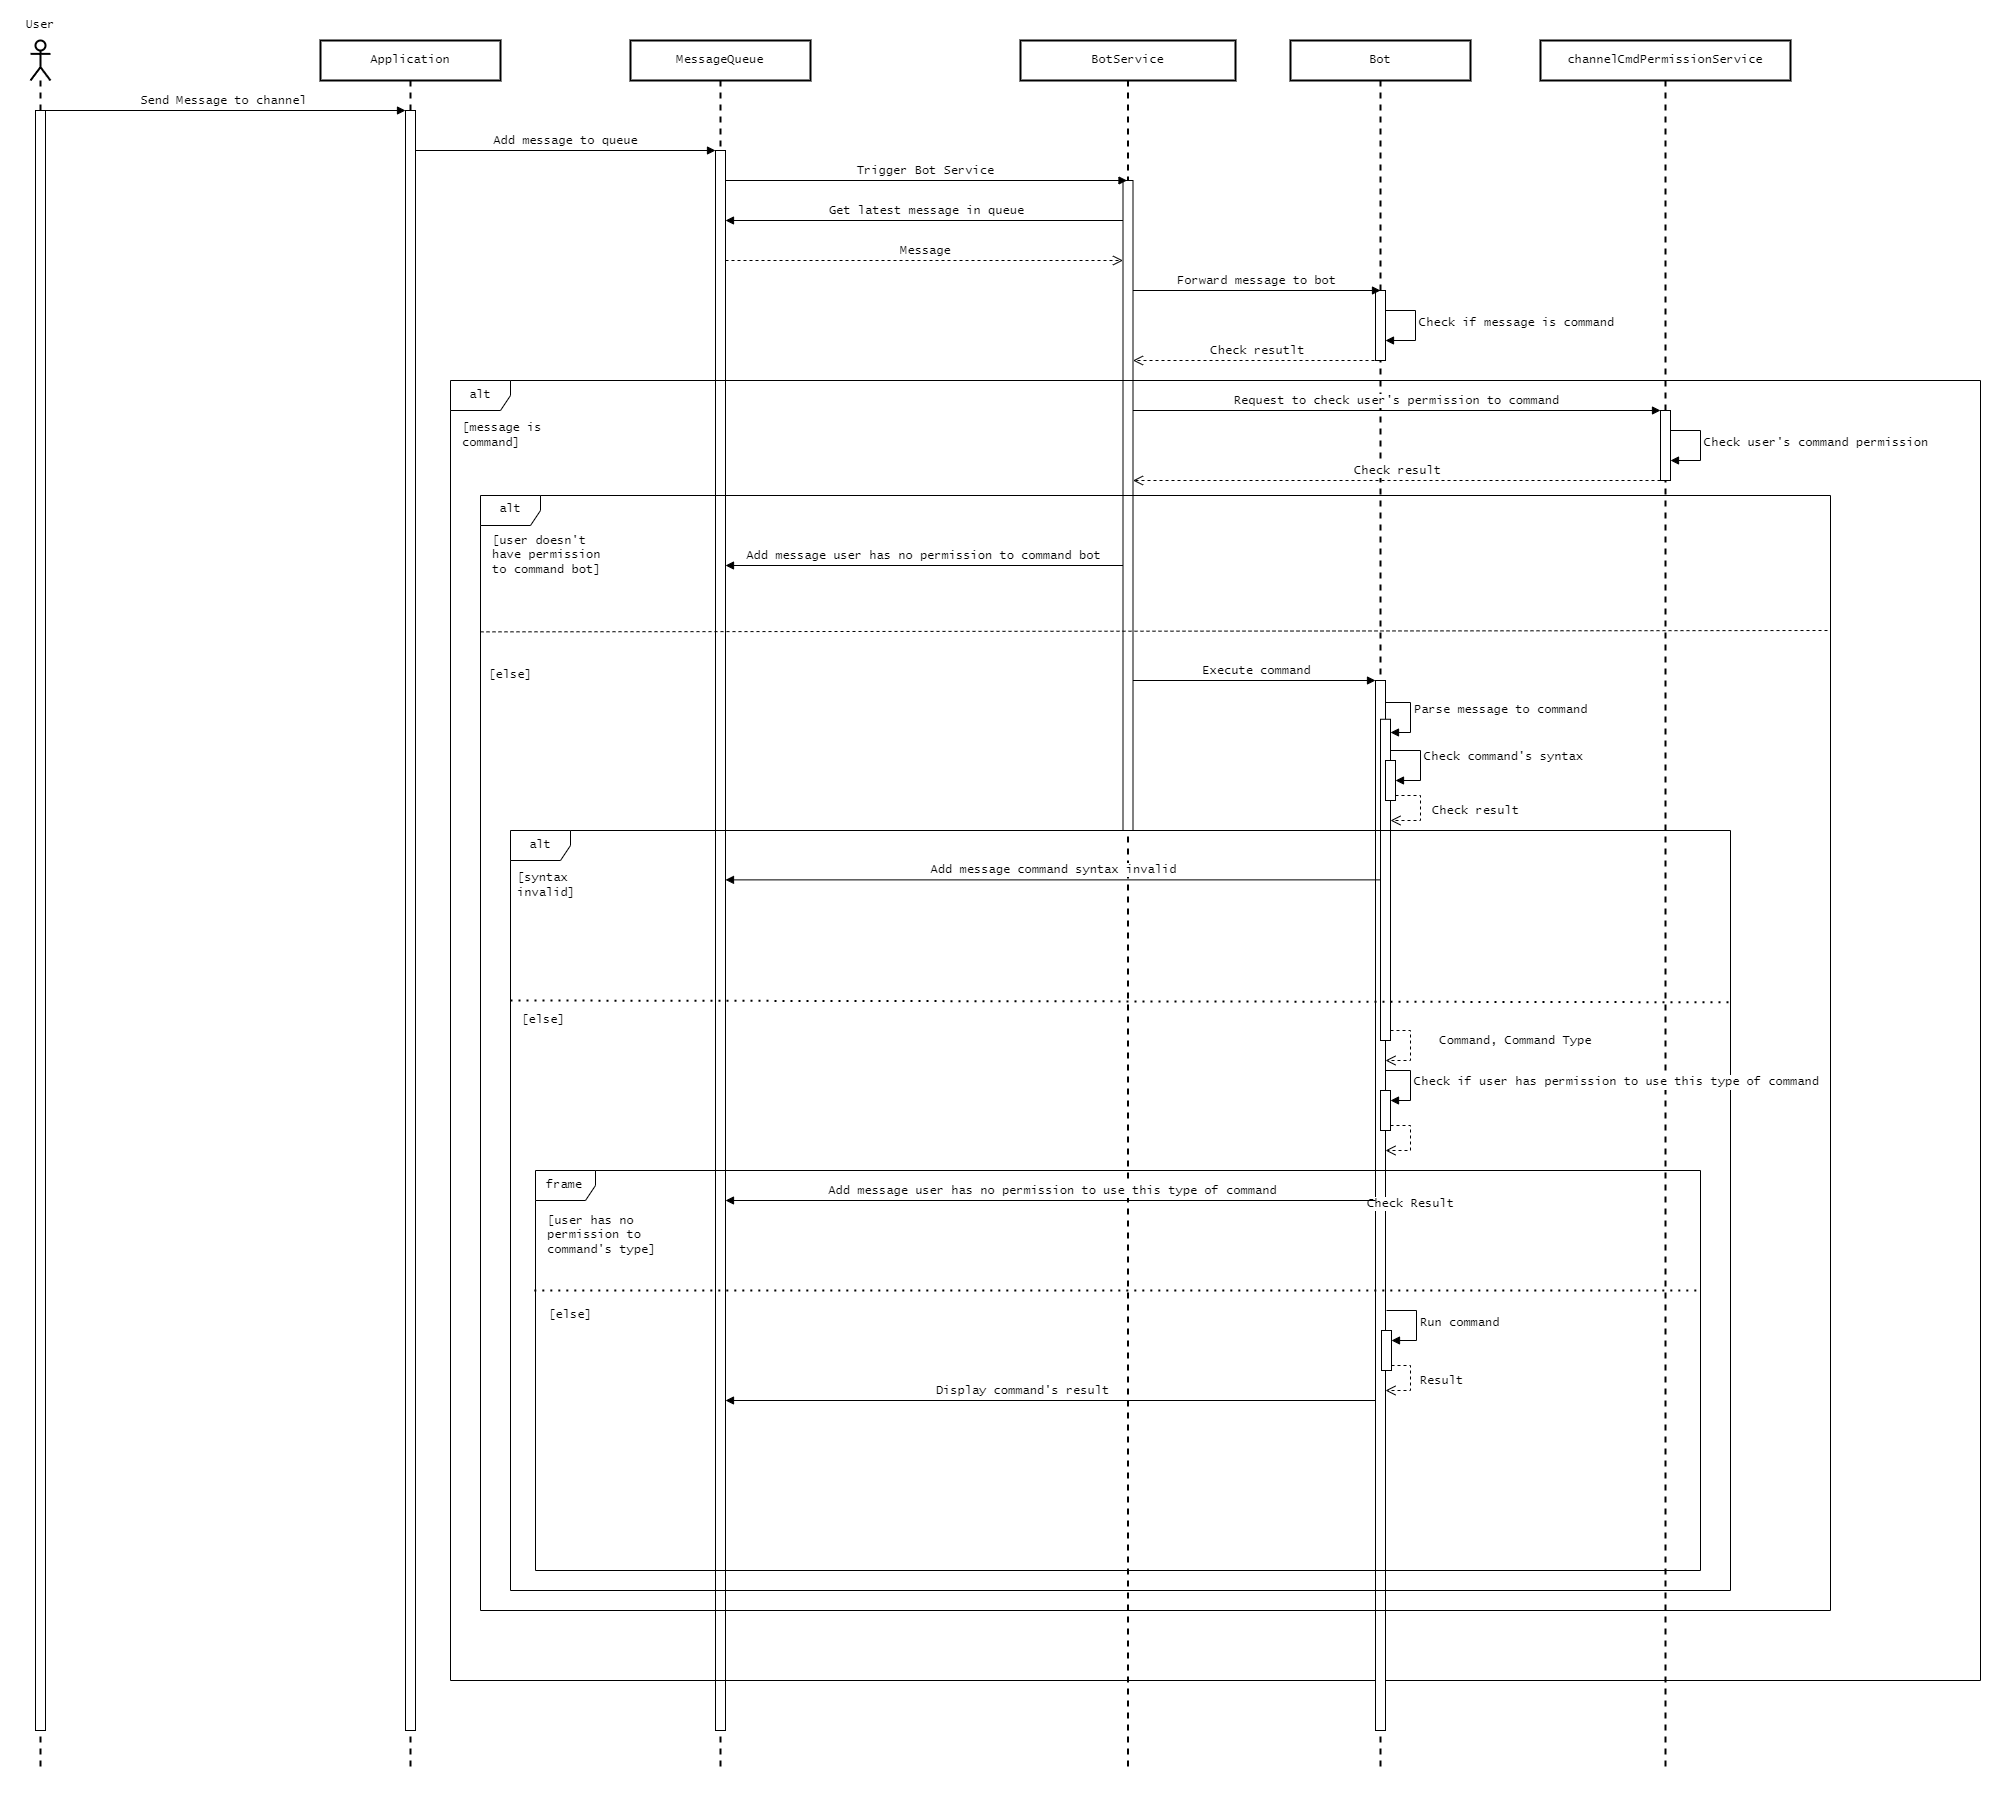 User
Application
MessageQueue
BotService
Bot
channelCmdPermissionService
Send Message to channel
Add message to queue
Trigger Bot Service
Get latest message in queue
Message
Forward message to bot
Check if message is command
Check resutlt
alt
[message is
command]
Request to check user's permission to command
Check user's command permission
Check result
alt
[user doesn't
have permission
to command bot]
Add message user has no permission to command bot
[else]
Execute command
Parse message to command
Check command's syntax
Check result
alt
[syntax
invalid]
Add message command syntax invalid
[else]
Command, Command Type
Check if user has permission to use this type of command
frame
[user has no
permission to
command's type]
Add message user has no permission to use this type of command
Check Result
[else]
Run command
Result
Display command's result